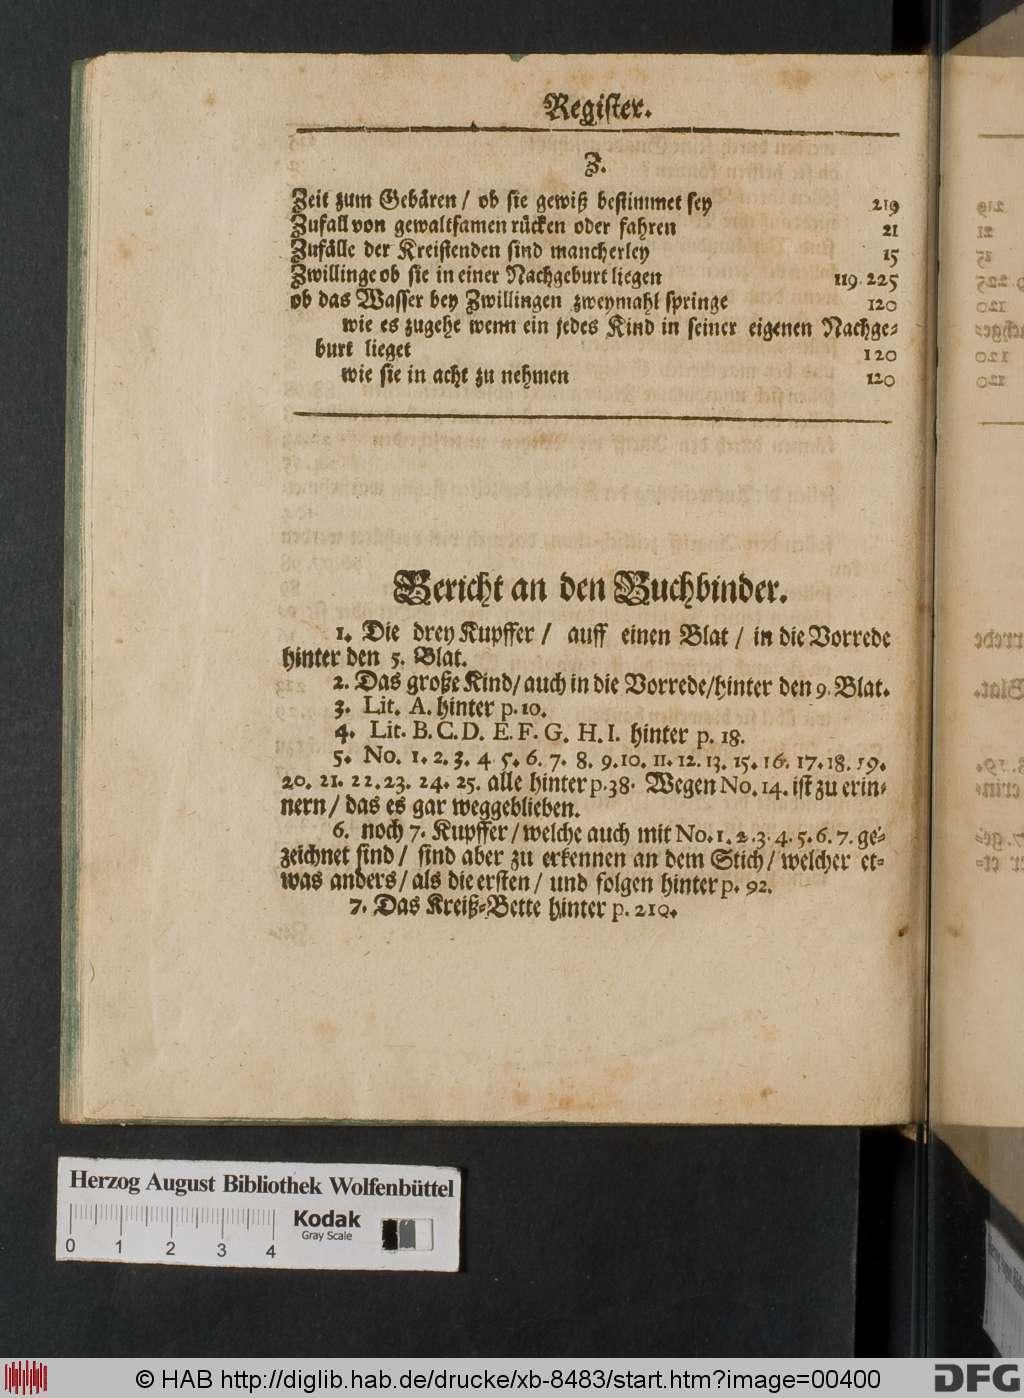 Register.
Z.
Zeit zum Gebären / ob sie gewiß bestimmet sey 219
Zufall von gewaltsamen rücken oder fahren 21
Zufälle der Kreistenden sind mancherley 15
Zwillinge ob sie in einer Nachgeburt liegen 119. 225
ob das Wasser bey Zwillingen zweymahl springe 120
wie es zugehe wenn ein jedes Kind in seiner eigenen Nachge-
burt lieget 120
wie sie in acht zu nehmen 120
Bericht an den Buchbinder.
1. Die drey Kupffer / auff einen Blat / in die Vorrede
hinter den 5. Blat.
2. Das große Kind / auch in die Vorrede / hinter den 9. Blat.
3. Lit. A. hinter p. 10.
4. Lit. B. C. D. E. F. G. H. I. hinter p. 18.
5. No. 1. 2. 3. 4. 5. 6. 7. 8. 9. 10. 11. 12. 13. 15. 16. 17. 18. 19.
20. 21. 22. 23. 24. 25. alle hinter p. 38. Wegen No. 14. ist zu erin-
nern / das es gar weggeblieben.
6. noch 7. Kupffer / welche auch mit No. 1. 2. 3. 4. 5. 6. 7. ge-
zeichnet sind / sind aber zu erkennen an dem Stich / welcher et-
was anders / als die ersten / und folgen hinter p. 92.
7. Das Kreiß-Bette hinter p. 210.
Herzog August Bibliothek Wolfenbüttel
Kodak
Gray Scale
0 1 2 3 4
© HAB http://diglib.hab.de/drucke/xb-8483/start.htm?image=00400
DFG